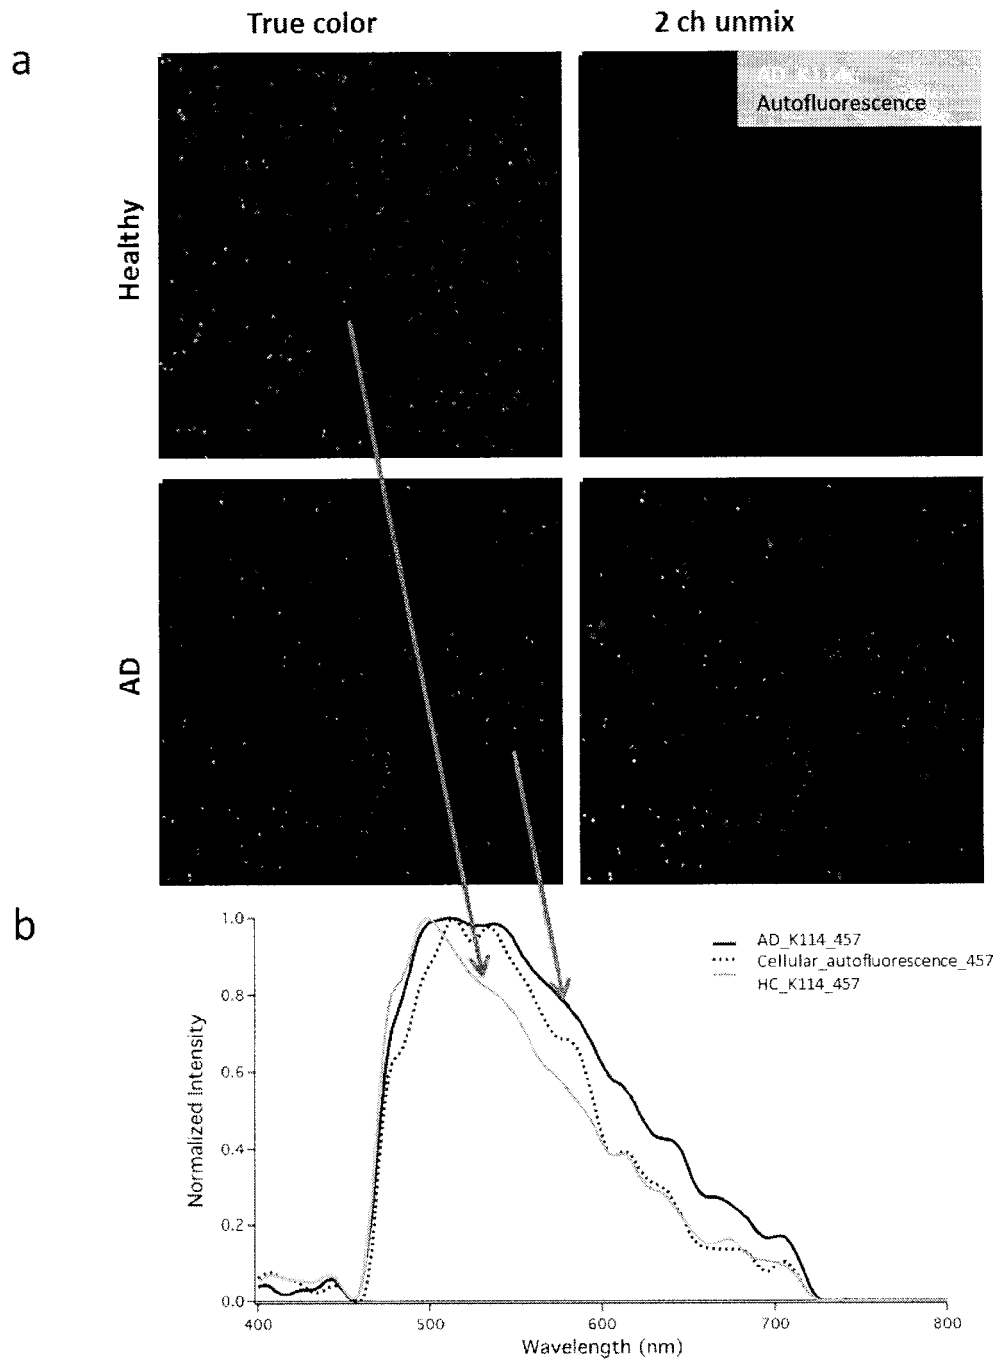 True color
2 ch unmix
a
AD_K114
Autofluorescence
Healthy
AD
b
AD_K114_457
Cellular_autofluorescence_457
HC_K114_457
1.0
0.8
0.6
0.4
0.2
0.0
Normalized Intensity
400
500
600
700
800
Wavelength (nm)